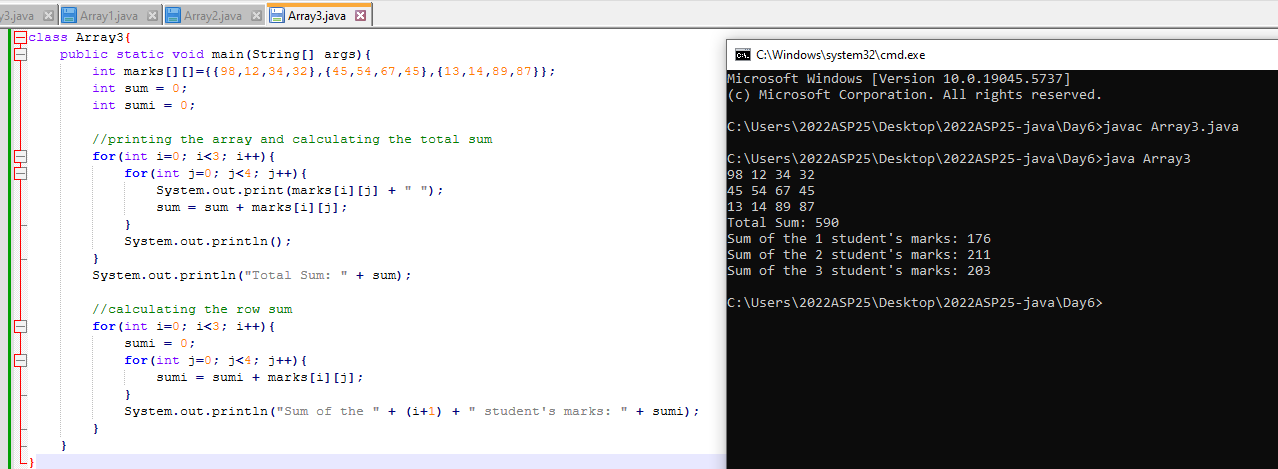 y3.java Array1.java Array2.java Array3.java
class Array3{
    public static void main(String[] args){
        int marks[][]={{98,12,34,32},{45,54,67,45},{13,14,89,87}};
        int sum = 0;
        int sumi = 0;

        //printing the array and calculating the total sum
        for(int i=0; i<3; i++){
            for(int j=0; j<4; j++){
                System.out.print(marks[i][j] + " ");
                sum = sum + marks[i][j];
            }
            System.out.println();
        }
        System.out.println("Total Sum: " + sum);

        //calculating the row sum
        for(int i=0; i<3; i++){
            sumi = 0;
            for(int j=0; j<4; j++){
                sumi = sumi + marks[i][j];
            }
            System.out.println("Sum of the " + (i+1) + " student's marks: " + sumi);
        }
    }
}
C:\Windows\system32\cmd.exe
Microsoft Windows [Version 10.0.19045.5737]
(c) Microsoft Corporation. All rights reserved.

C:\Users\2022ASP25\Desktop\2022ASP25-java\Day6>javac Array3.java

C:\Users\2022ASP25\Desktop\2022ASP25-java\Day6>java Array3
98 12 34 32
45 54 67 45
13 14 89 87
Total Sum: 590
Sum of the 1 student's marks: 176
Sum of the 2 student's marks: 211
Sum of the 3 student's marks: 203

C:\Users\2022ASP25\Desktop\2022ASP25-java\Day6>